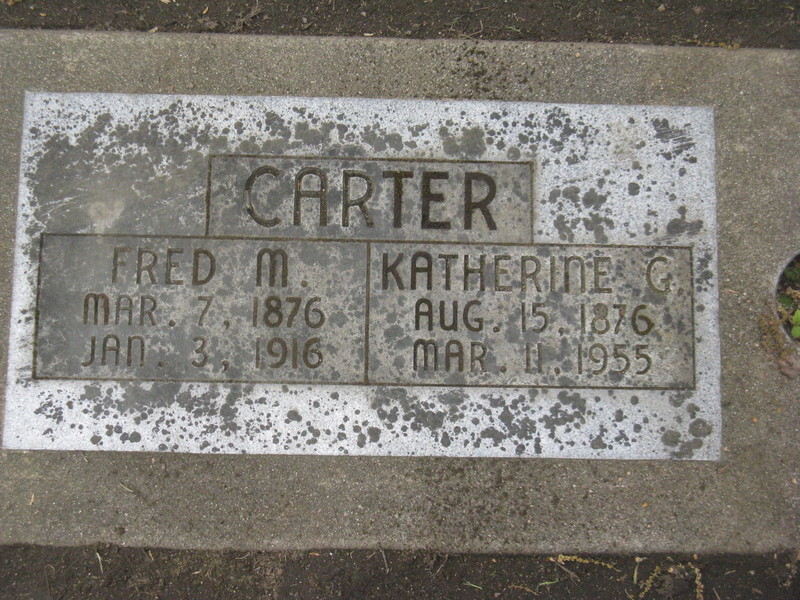 CARTER
FRED M.
MAR. 7, 1876
JAN. 3, 1916
KATHERINE G.
AUG. 15, 1876
MAR. 11, 1955